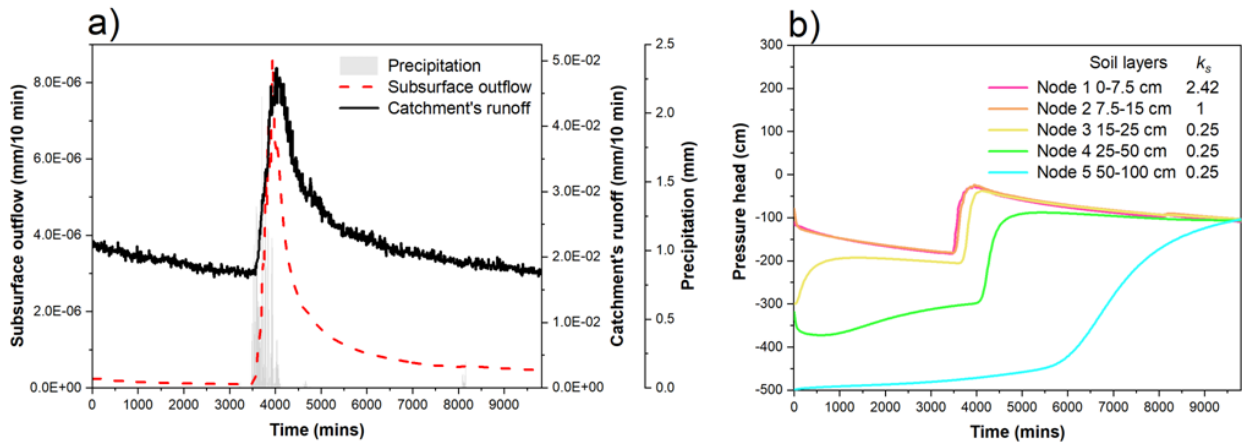 a)
Precipitation
Subsurface outflow
Catchment's runoff
Subsurface outflow (mm/10 min)
8.0E-06
6.0E-06
4.0E-06
2.0E-06
0.0E+00
0 1000 2000 3000 4000 5000 6000 7000 8000 9000
Time (mins)
5.0E-02
4.0E-02
3.0E-02
2.0E-02
1.0E-02
0.0E+00
Catchment's runoff (mm/10 min)
2.5
2.0
1.5
1.0
0.5
0.0
Precipitation (mm)
b)
Soil layers ks
Node 1 0-7.5 cm 2.42
Node 2 7.5-15 cm 1
Node 3 15-25 cm 0.25
Node 4 25-50 cm 0.25
Node 5 50-100 cm 0.25
Pressure head (cm)
300
200
100
0
-100
-200
-300
-400
-500
0 1000 2000 3000 4000 5000 6000 7000 8000 9000
Time (mins)